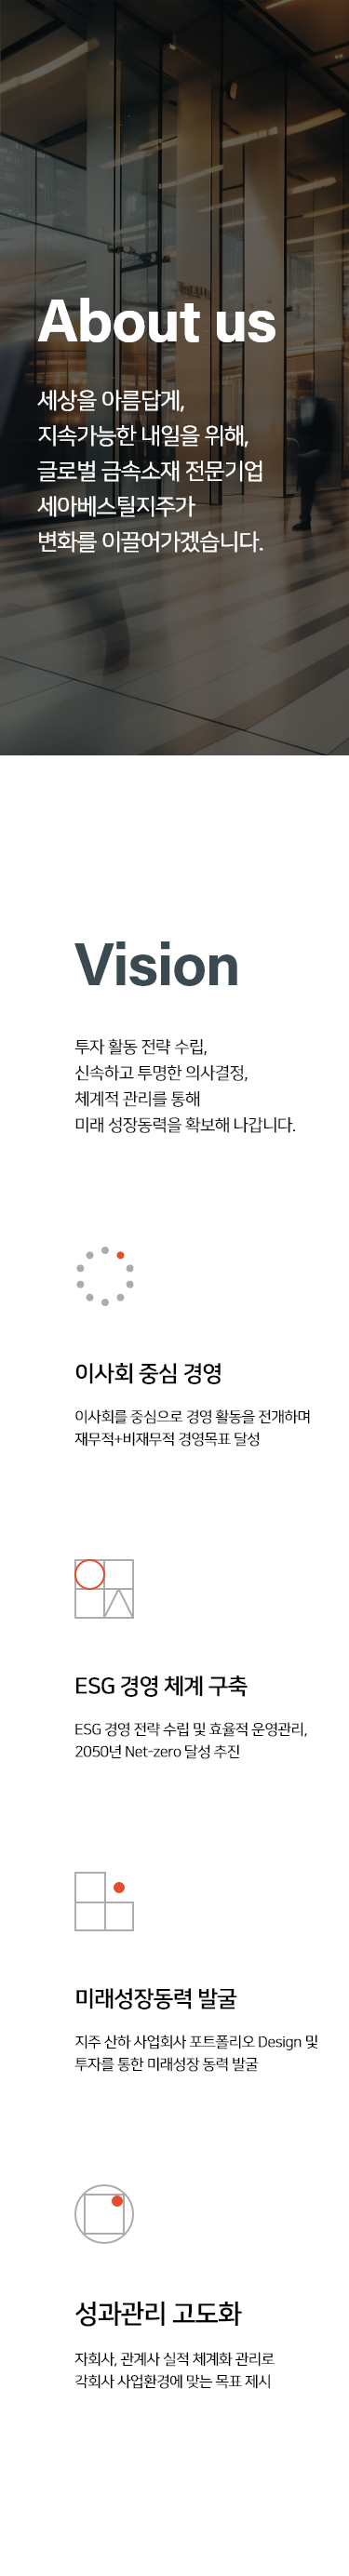 About us
세상을 아름답게,
지속가능한 내일을 위해,
글로벌 금속소재 전문기업
세아베스틸지주가
변화를 이끌어가겠습니다.
Vision
투자 활동 전략 수립,
신속하고 투명한 의사결정,
체계적 관리를 통해
미래 성장동력을 확보해 나갑니다.
이사회 중심 경영
이사회를 중심으로 경영 활동을 전개하며
재무적+비재무적 경영목표 달성
ESG 경영 체계 구축
ESG 경영 전략 수립 및 효율적 운영관리,
2050년 Net-zero 달성 추진
미래성장동력 발굴
지주 산하 사업회사 포트폴리오 Design 및
투자를 통한 미래성장 동력 발굴
성과관리 고도화
자회사, 관계사 실적 체계화 관리로
각회사 사업환경에 맞는 목표 제시